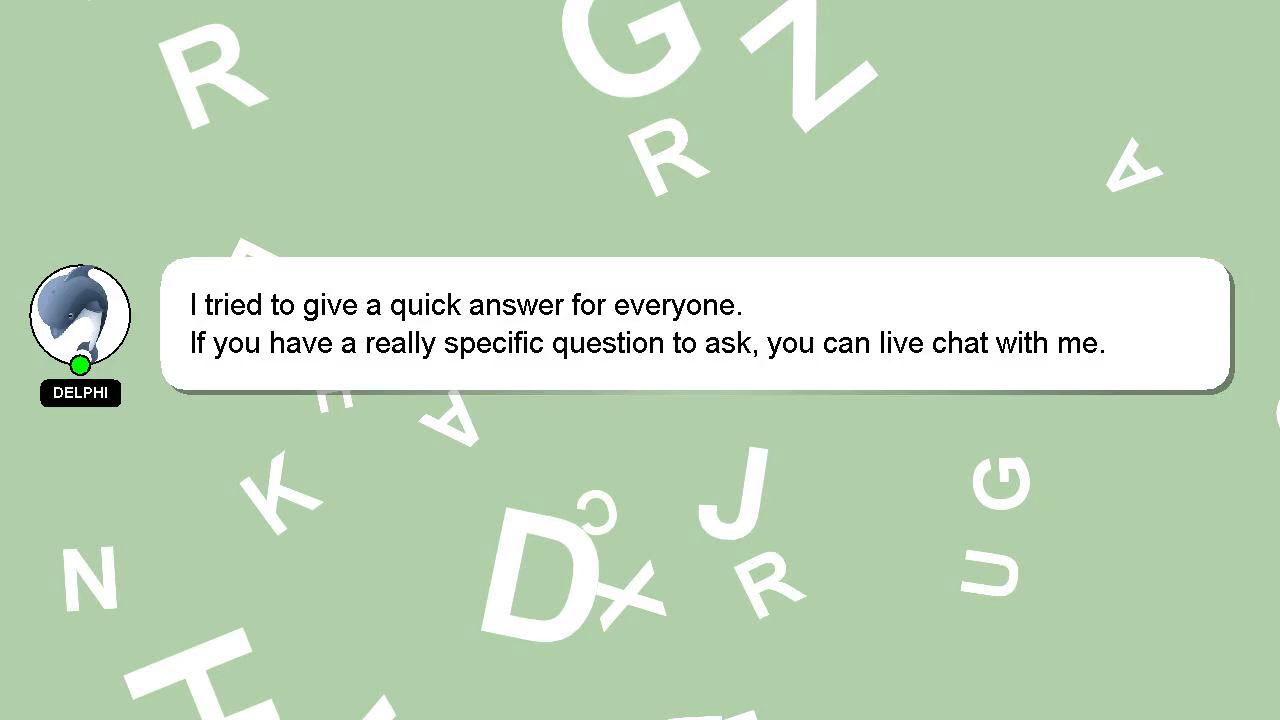 R
G
Z
R
A
I tried to give a quick answer for everyone.
If you have a really specific question to ask, you can live chat with me.
DELPHI
A
K
J
G
D
C
N
X
R
U